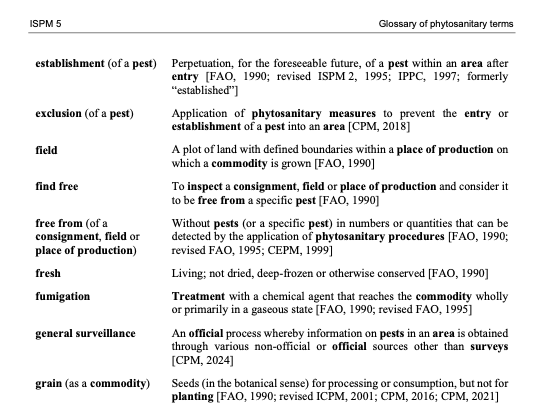 ISPM 5 Glossary of phytosanitary terms
establishment (of a pest) Perpetuation, for the foreseeable future, of a pest within an area after
entry [FAO, 1990; revised ISPM 2, 1995; IPPC, 1997; formerly
“established”]
exclusion (of a pest) Application of phytosanitary measures to prevent the entry or
establishment of a pest into an area [CPM, 2018]
field A plot of land with defined boundaries within a place of production on
which a commodity is grown [FAO, 1990]
find free To inspect a consignment, field or place of production and consider it
to be free from a specific pest [FAO, 1990]
free from (of a Without pests (or a specific pest) in numbers or quantities that can be
consignment, field or detected by the application of phytosanitary procedures [FAO, 1990;
place of production) revised FAO, 1995; CEPM, 1999]
fresh Living; not dried, deep-frozen or otherwise conserved [FAO, 1990]
fumigation Treatment with a chemical agent that reaches the commodity wholly
or primarily in a gaseous state [FAO, 1990; revised FAO, 1995]
general surveillance An official process whereby information on pests in an area is obtained
through various non-official or official sources other than surveys
[CPM, 2024]
grain (as a commodity) Seeds (in the botanical sense) for processing or consumption, but not for
planting [FAO, 1990; revised ICPM, 2001; CPM, 2016; CPM, 2021]